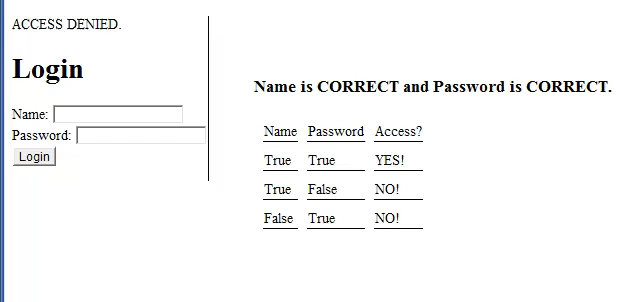 ACCESS DENIED.
Login
Name:
Password:
Login
Name is CORRECT and Password is CORRECT.
Name Password Access?
True True YES!
True False NO!
False True NO!